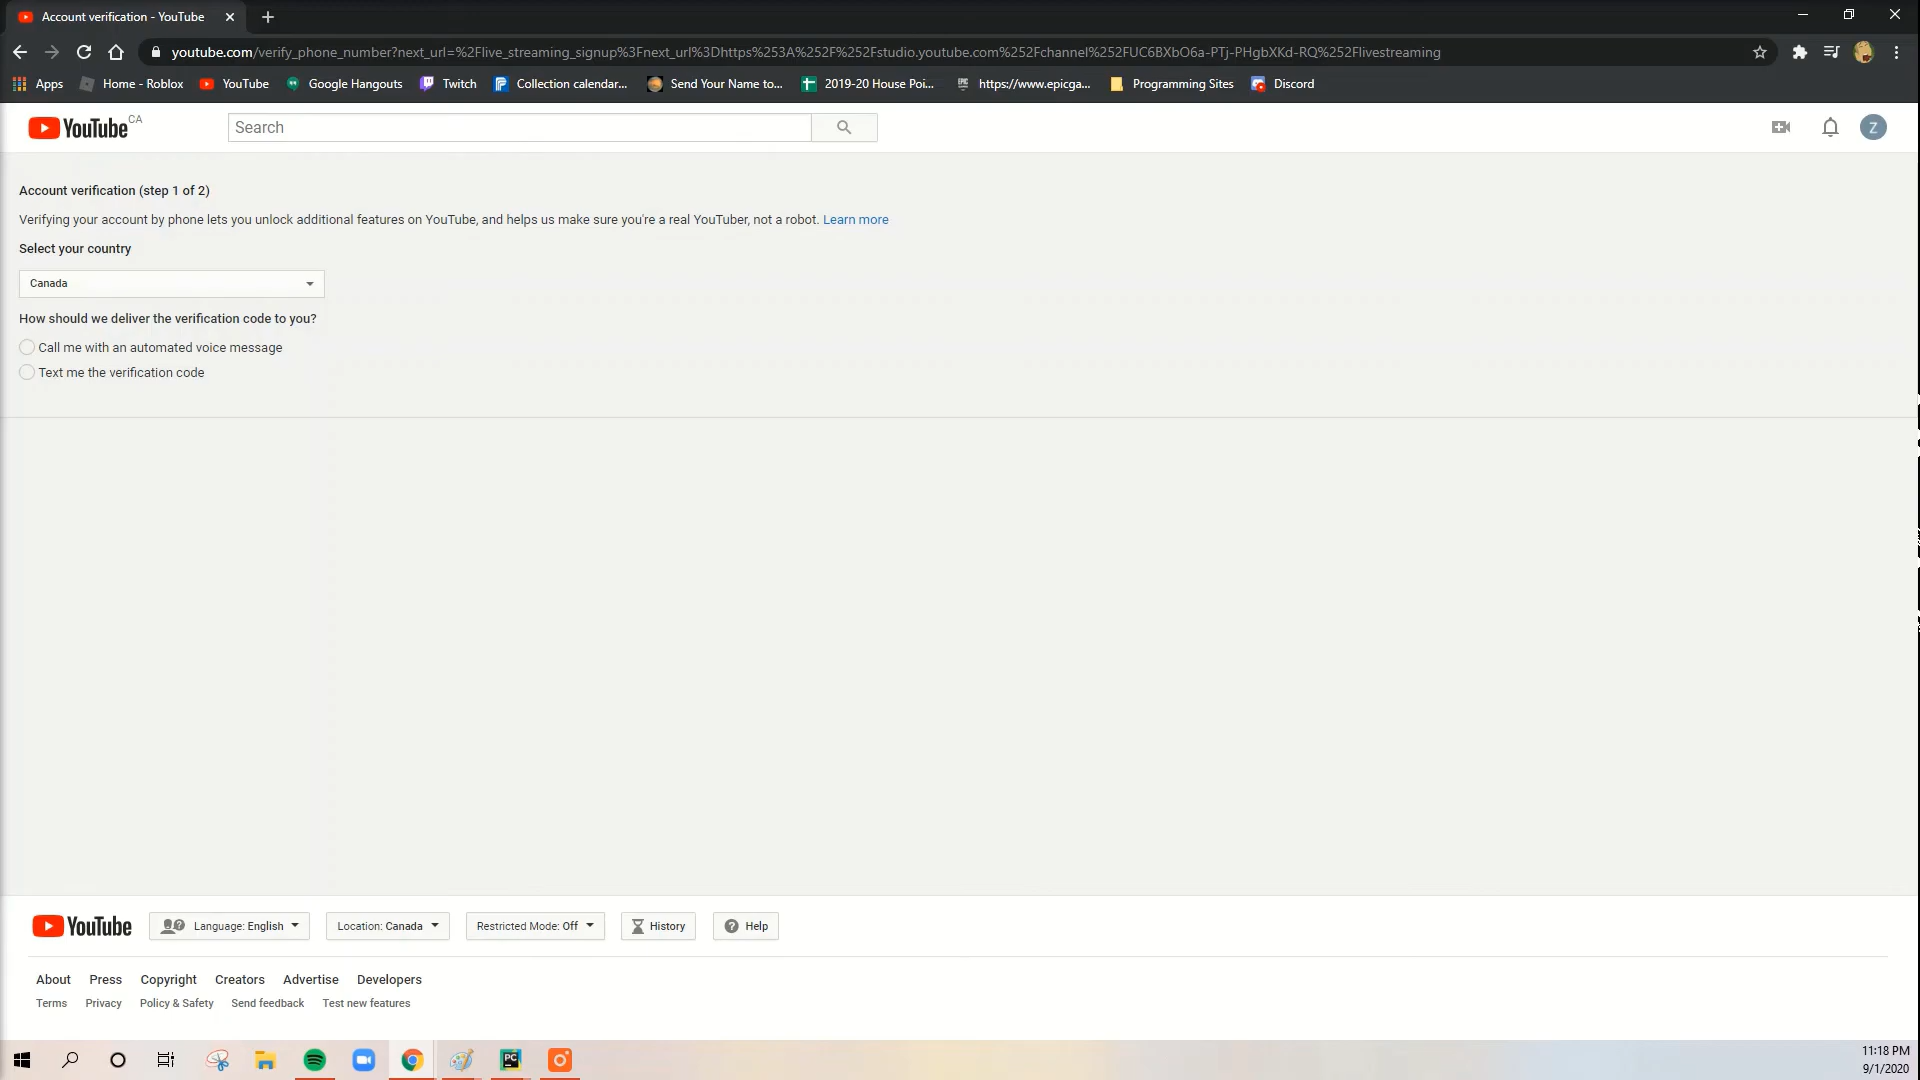 Account verification - YouTube
youtube.com/verify_phone_number?next_url=%2Flive_streaming_signup%3Fnext_url%3Dhttps%253A%252F%252Fstudio.youtube.com%252Fchannel%252FUC6BXbO6a-PTj-PHgbXKd-RQ%252Flivestreaming
Apps Home - Roblox YouTube Google Hangouts Twitch Collection calendar... Send Your Name to... 2019-20 House Poi... EPIC https://www.epicga... Programming Sites Discord
YouTube CA Search Z
Account verification (step 1 of 2)
Verifying your account by phone lets you unlock additional features on YouTube, and helps us make sure you're a real YouTuber, not a robot. Learn more
Select your country
Canada
How should we deliver the verification code to you?
Call me with an automated voice message
Text me the verification code
YouTube Language: English Location: Canada Restricted Mode: Off History Help
About Press Copyright Creators Advertise Developers
Terms Privacy Policy & Safety Send feedback Test new features
PC
11:18 PM
9/1/2020